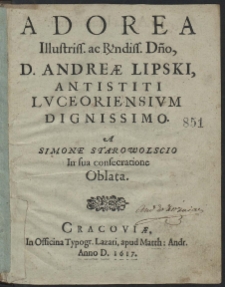 ADOREA
Illustriss. ac Rndiss. Dño,
D. ANDREÆ LIPSKI,
ANTISTITI
LVCEORIENSIVM
DIGNISSIMO.
851
A
SIMONE STAROWOLSCIO
In sua consecratione
Oblata.
CRACOVIÆ,
In Officina Typogr. Lazari, apud Matth: Andr.
Anno D. 1617.